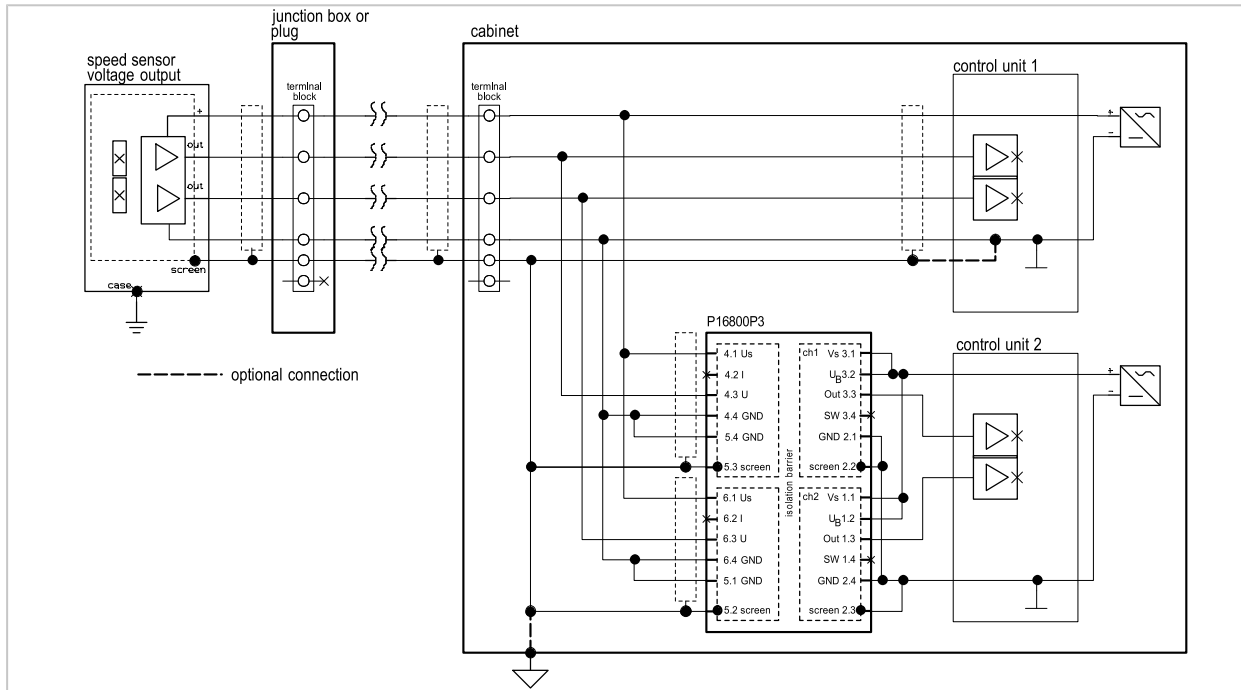 junction box or
plug
cabinet
speed sensor
voltage output
terminal
block
terminal
block
control unit 1
+
out
out
-
screen
case
+
-
optional connection
P16800P3
control unit 2
4.1 Us
4.2 I
4.3 U
4.4 GND
5.4 GND
5.3 screen
6.1 Us
6.2 I
6.3 U
6.4 GND
5.1 GND
5.2 screen
isolation barrier
ch1 Vs 3.1
UB3.2
Out 3.3
SW 3.4
GND 2.1
screen 2.2
ch2 Vs 1.1
UB1.2
Out 1.3
SW 1.4
GND 2.4
screen 2.3
+
-